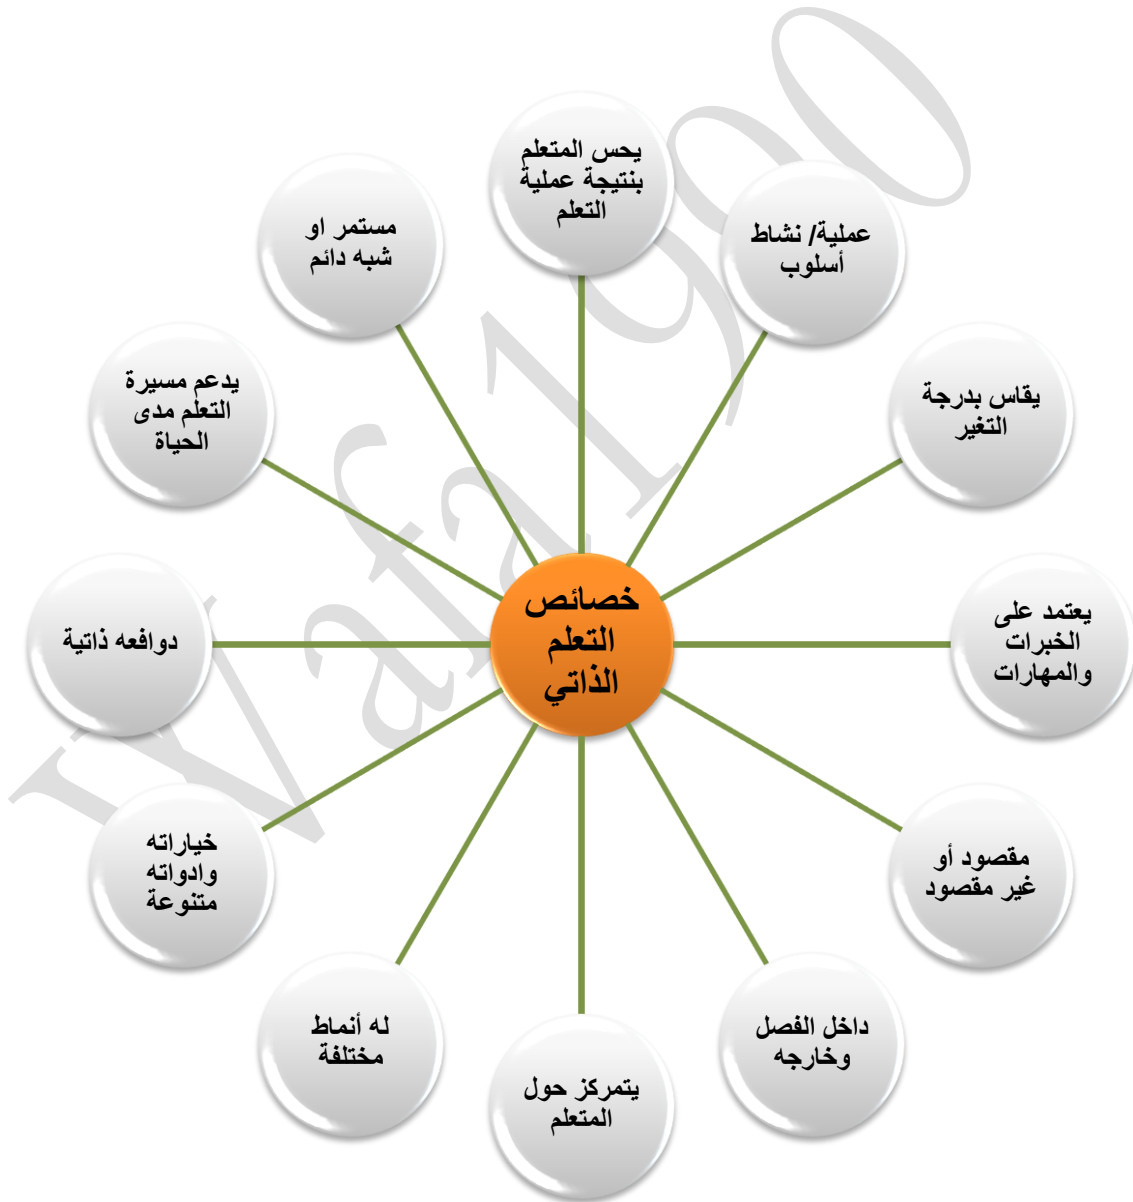 يحس المتعلم
بنتيجة عملية
التعلم
عملية/ نشاط
أسلوب
يقاس بدرجة
التغير
يعتمد على
الخبرات
والمهارات
مقصود أو
غير مقصود
داخل الفصل
وخارجه
يتمركز حول
المتعلم
له أنماط
مختلفة
خياراته
وادواته
متنوعة
دوافعه ذاتية
يدعم مسيرة
التعلم مدى
الحياة
مستمر او
شبه دائم
خصائص
التعلم
الذاتي
Wafa1990